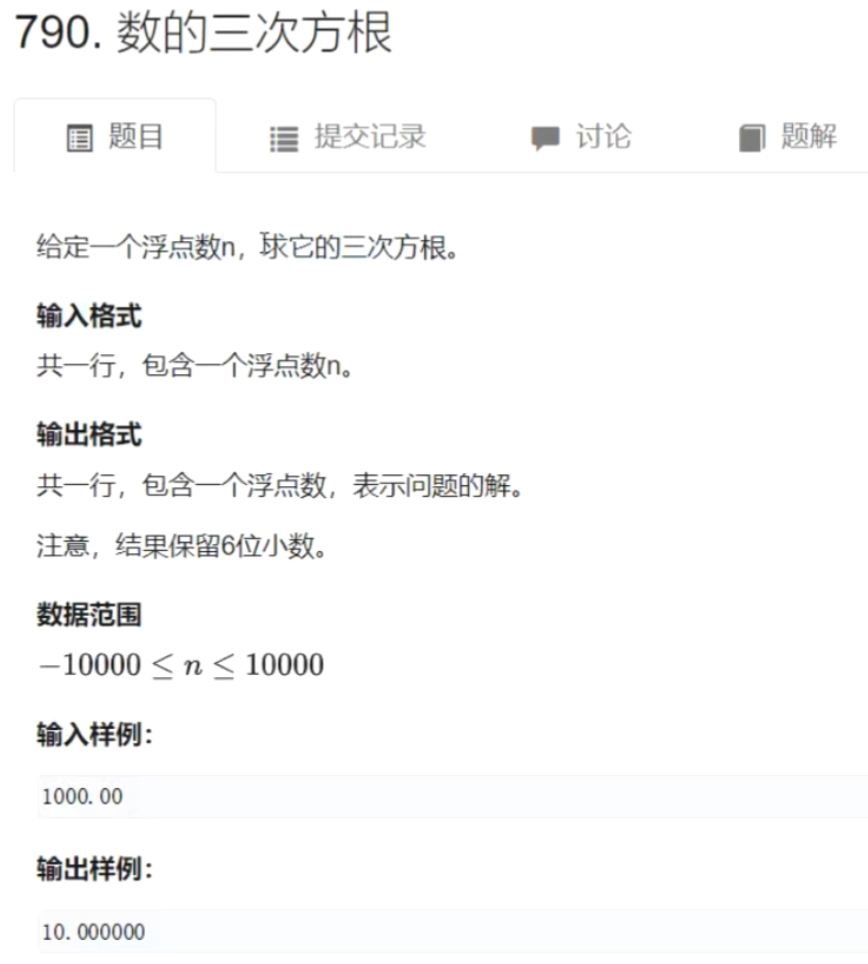 790. 数的三次方根
题目 提交记录 讨论 题解
给定一个浮点数n，球它的三次方根。
输入格式
共一行，包含一个浮点数n。
输出格式
共一行，包含一个浮点数，表示问题的解。
注意，结果保留6位小数。
数据范围
−10000 ≤ n ≤ 10000
输入样例：
1000.00
输出样例：
10.000000